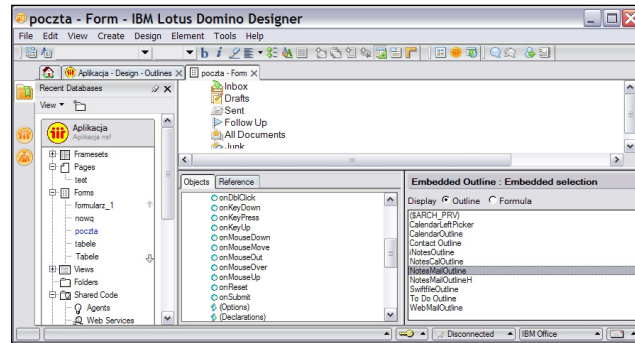 poczta - Form - IBM Lotus Domino Designer
File Edit View Create Design Element Tools Help
Aplikacja - Design - Outlines
poczta - Form
Recent Databases
View
Aplikacja
Aplikacja.nsf
Framesets
Pages
test
Forms
formularz_1
nowq
poczta
tabele
Tabele
Views
Folders
Shared Code
Agents
Web Services
Inbox
Drafts
Sent
Follow Up
All Documents
Junk
Objects Reference
onDblClick
onKeyDown
onKeyPress
onKeyUp
onMouseDown
onMouseMove
onMouseOut
onMouseOver
onMouseUp
onReset
onSubmit
(Options)
(Declarations)
Embedded Outline : Embedded selection
Display Outline Formula
($ARCH_PRV)
CalendarLeftPicker
CalendarOutline
Contact Outline
iNotesOutline
NotesCalOutline
NotesMailOutline
NotesMailOutlineH
SwiftfileOutline
To Do Outline
WebMailOutline
Disconnected
IBM Office